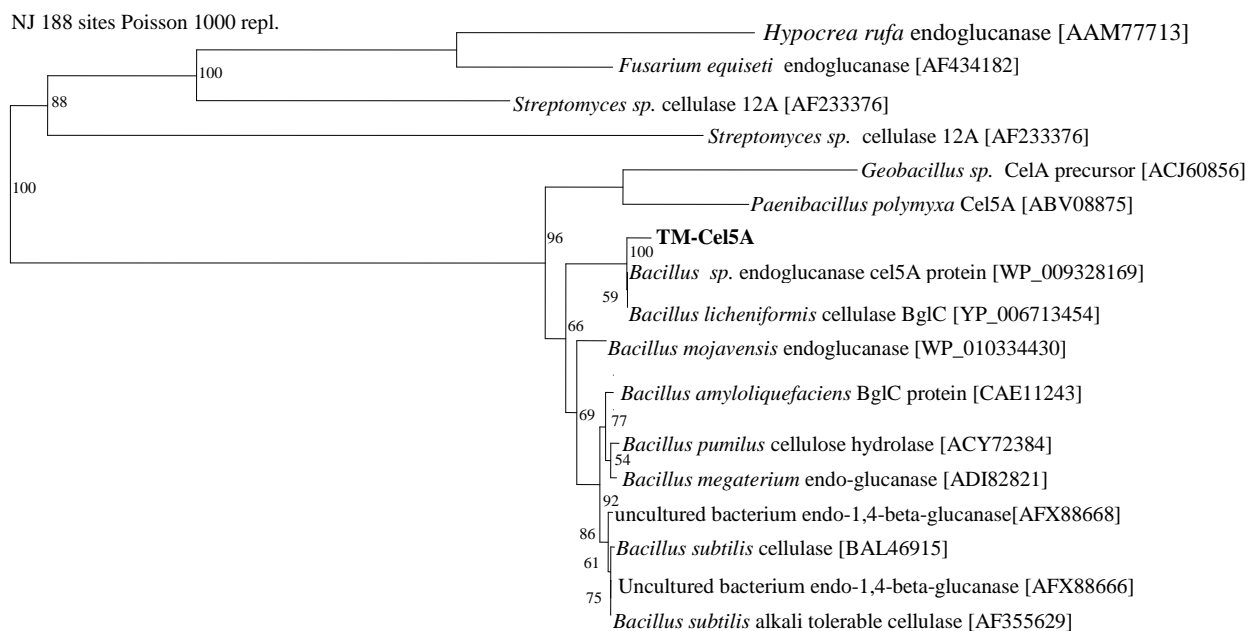 NJ 188 sites Poisson 1000 repl.
Hypocrea rufa endoglucanase [AAM77713]
Fusarium equiseti endoglucanase [AF434182]
100
Streptomyces sp. cellulase 12A [AF233376]
88
Streptomyces sp. cellulase 12A [AF233376]
Geobacillus sp. CelA precursor [ACJ60856]
100
Paenibacillus polymyxa Cel5A [ABV08875]
TM-Cel5A
96
100
Bacillus sp. endoglucanase cel5A protein [WP_009328169]
59
Bacillus licheniformis cellulase BglC [YP_006713454]
66
Bacillus mojavensis endoglucanase [WP_010334430]
Bacillus amyloliquefaciens BglC protein [CAE11243]
69
77
Bacillus pumilus cellulose hydrolase [ACY72384]
54
Bacillus megaterium endo-glucanase [ADI82821]
92
uncultured bacterium endo-1,4-beta-glucanase[AFX88668]
86
Bacillus subtilis cellulase [BAL46915]
61
Uncultured bacterium endo-1,4-beta-glucanase [AFX88666]
75
Bacillus subtilis alkali tolerable cellulase [AF355629]